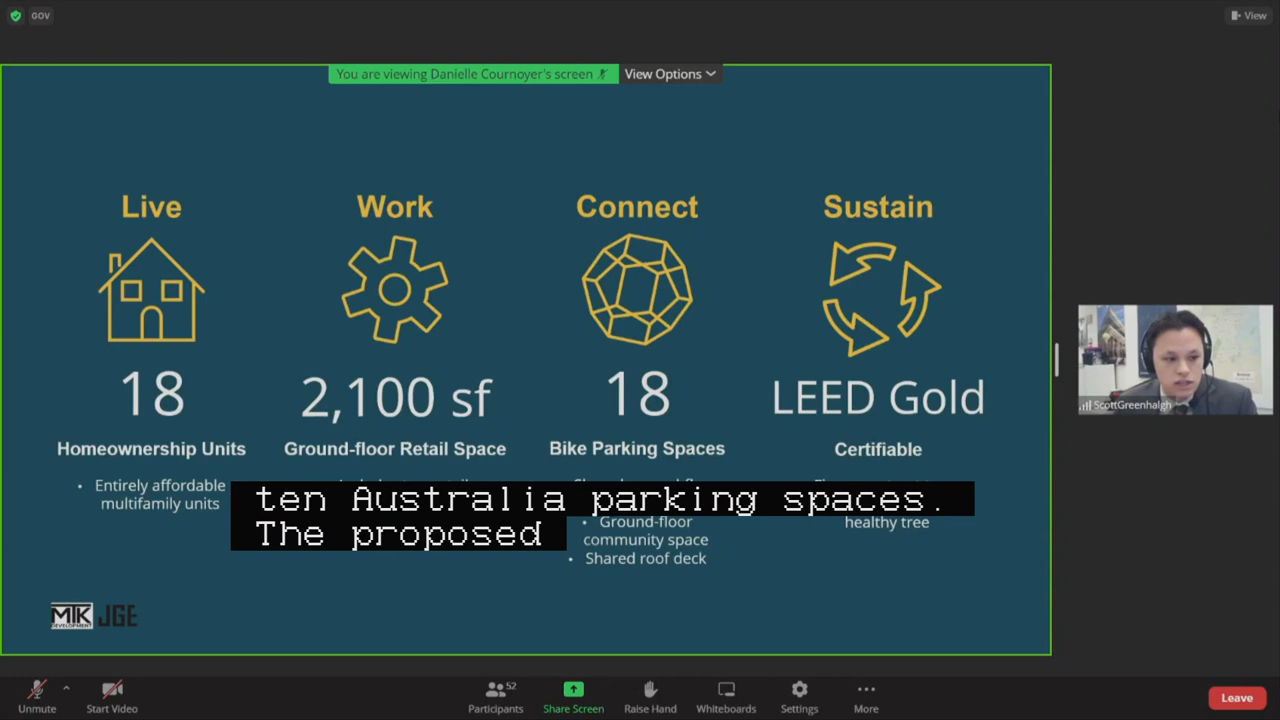 GOV
View
You are viewing Danielle Cournoyer's screen
View Options
Live
Work
Connect
Sustain
18
2,100 sf
18
LEED Gold
Homeownership Units
Ground-floor Retail Space
Bike Parking Spaces
Certifiable
• Entirely affordable
multifamily units
ten Australia parking spaces.
The proposed
• Ground-floor
community space
• Shared roof deck
healthy tree
MTK
DEVELOPMENT
JGE
ScottGreenhalgh
Unmute
Start Video
Participants
52
Share Screen
Raise Hand
Whiteboards
Settings
More
Leave